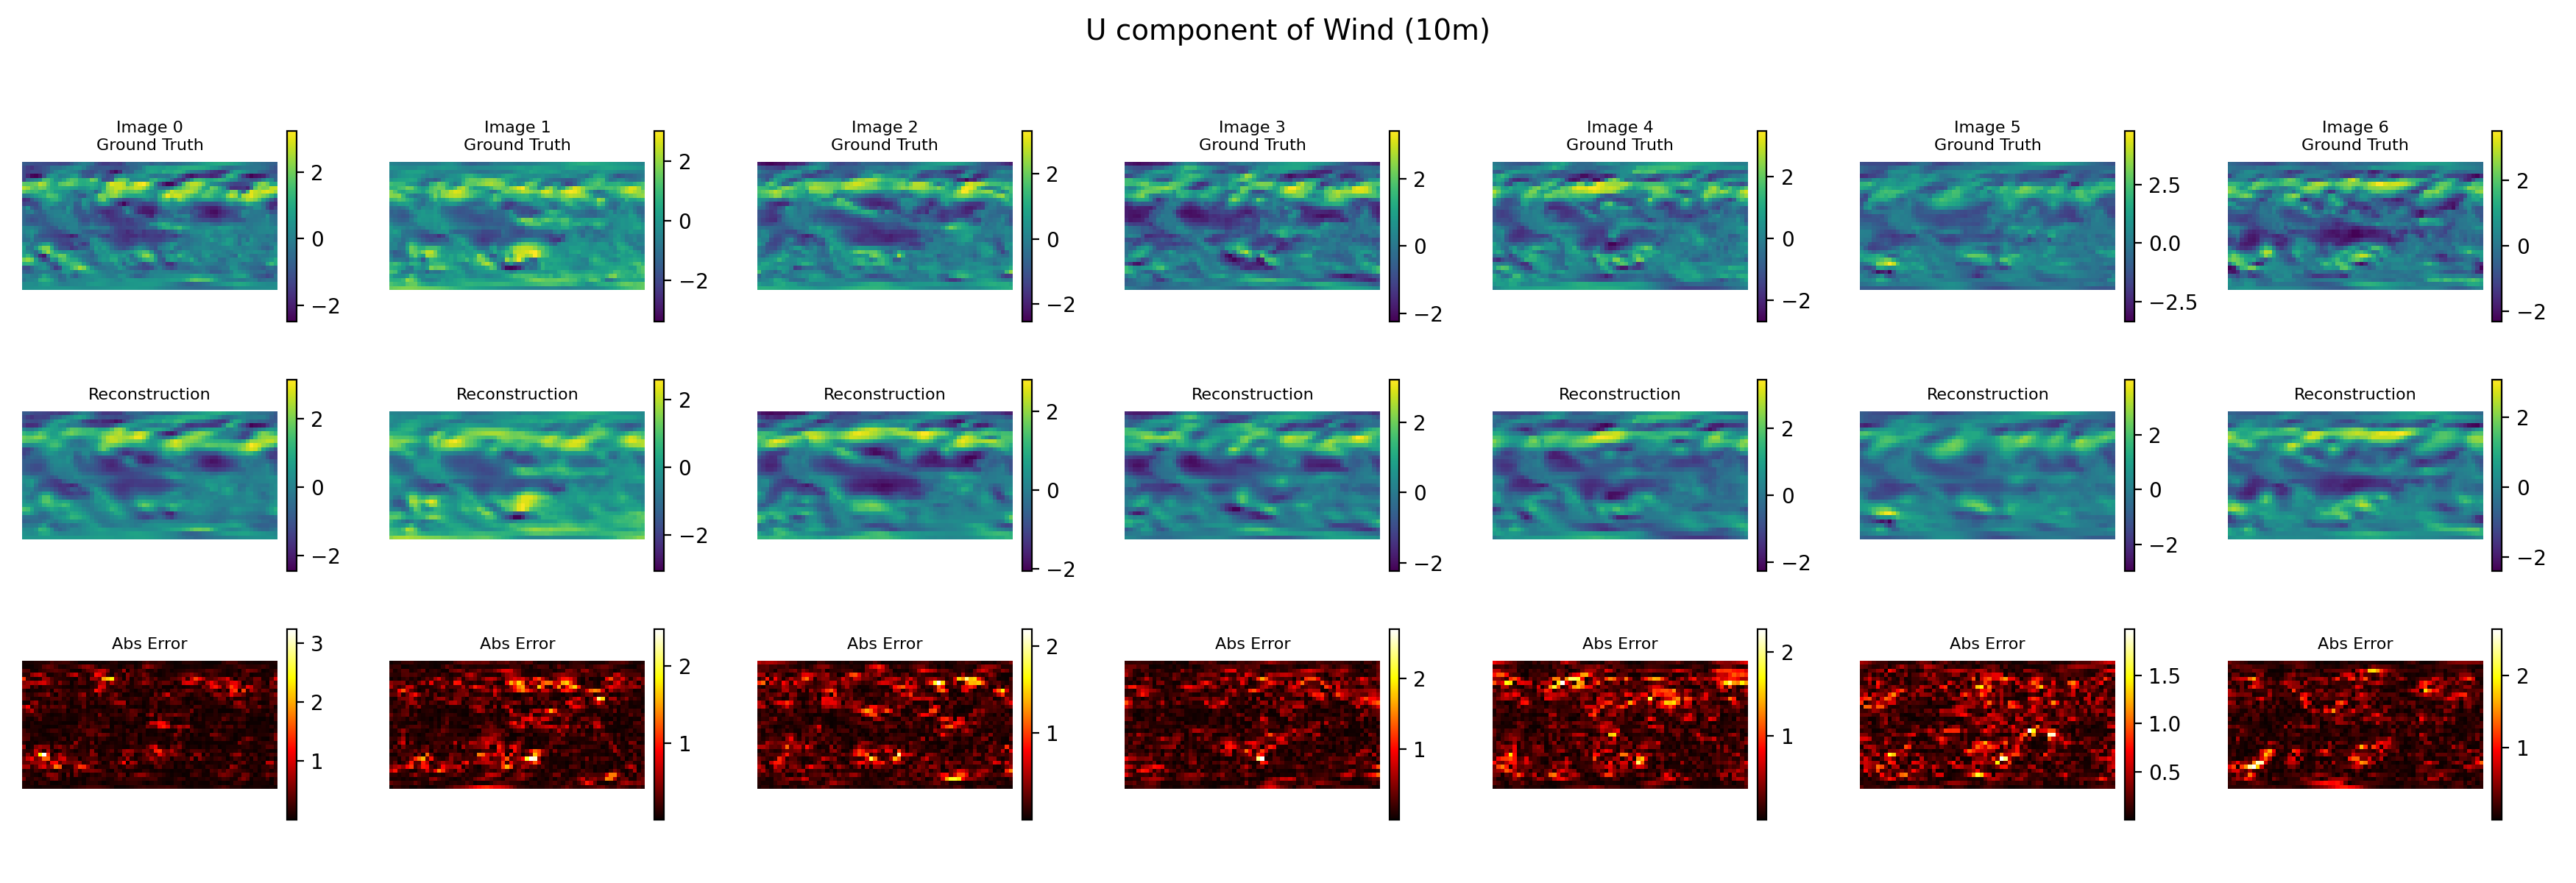 U component of Wind (10m)
Image 0
Ground Truth
2
0
−2
Image 1
Ground Truth
2
0
−2
Image 2
Ground Truth
2
0
−2
Image 3
Ground Truth
2
0
−2
Image 4
Ground Truth
2
0
−2
Image 5
Ground Truth
2.5
0.0
−2.5
Image 6
Ground Truth
2
0
−2
Reconstruction
2
0
−2
Reconstruction
2
0
−2
Reconstruction
2
0
−2
Reconstruction
2
0
−2
Reconstruction
2
0
−2
Reconstruction
2
0
−2
Reconstruction
2
0
−2
Abs Error
3
2
1
Abs Error
2
1
Abs Error
2
1
Abs Error
2
1
Abs Error
2
1
Abs Error
1.5
1.0
0.5
Abs Error
2
1